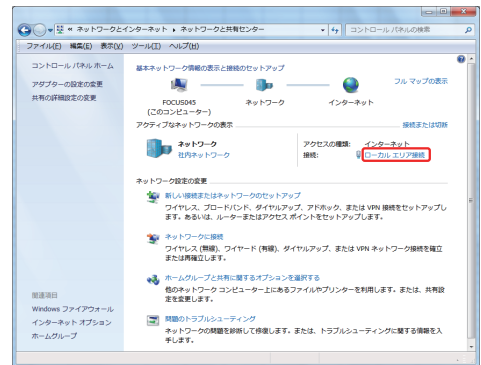 « ネットワークとインターネット ▸ ネットワークと共有センター
コントロール パネルの検索
ファイル(F) 編集(E) 表示(V) ツール(T) ヘルプ(H)
コントロール パネル ホーム
アダプターの設定の変更
共有の詳細設定の変更
基本ネットワーク情報の表示と接続のセットアップ
フル マップの表示
FOCUS045 ネットワーク インターネット
(このコンピューター)
アクティブなネットワークの表示 接続または切断
ネットワーク アクセスの種類: インターネット
社内ネットワーク 接続: ローカル エリア接続
ネットワーク設定の変更
新しい接続またはネットワークのセットアップ
ワイヤレス、ブロードバンド、ダイヤルアップ、アドホック、または VPN 接続をセットアップし
ます。あるいは、ルーターまたはアクセス ポイントをセットアップします。
ネットワークに接続
ワイヤレス (無線)、ワイヤード (有線)、ダイヤルアップ、または VPN ネットワーク接続を確立
または再確立します。
ホームグループと共有に関するオプションを選択する
他のネットワーク コンピューター上にあるファイルやプリンターを利用します。または、共有設
定を変更します。
問題のトラブルシューティング
ネットワークの問題を診断して修復します。または、トラブルシューティングに関する情報を入
手します。
関連項目
Windows ファイアウォール
インターネット オプション
ホームグループ